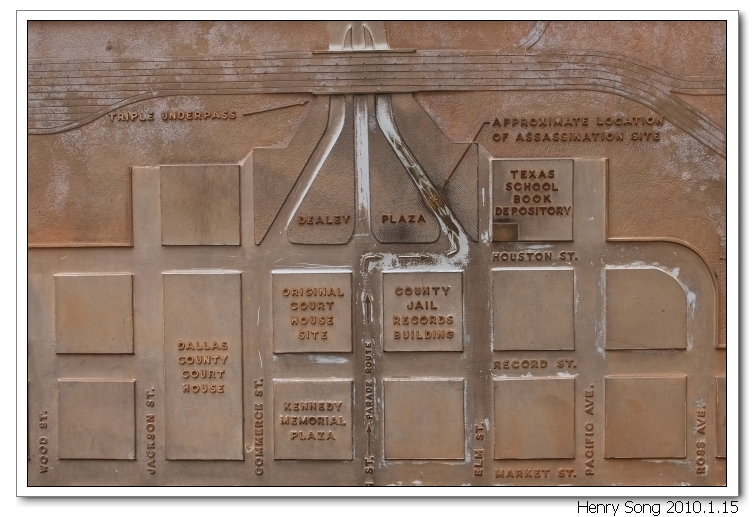 TRIPLE UNDERPASS
APPROXIMATE LOCATION
OF ASSASSINATION SITE
TEXAS
SCHOOL
BOOK
DEPOSITORY
DEALEY PLAZA
HOUSTON ST.
ORIGINAL
COURT
HOUSE
SITE
COUNTY
JAIL
RECORDS
BUILDING
DALLAS
COUNTY
COURT
HOUSE
PARADE ROUTE
RECORD ST.
KENNEDY
MEMORIAL
PLAZA
WOOD ST.
JACKSON ST.
COMMERCE ST.
ST.
ELM ST.
PACIFIC AVE.
ROSS AVE.
MARKET ST.
Henry Song 2010.1.15